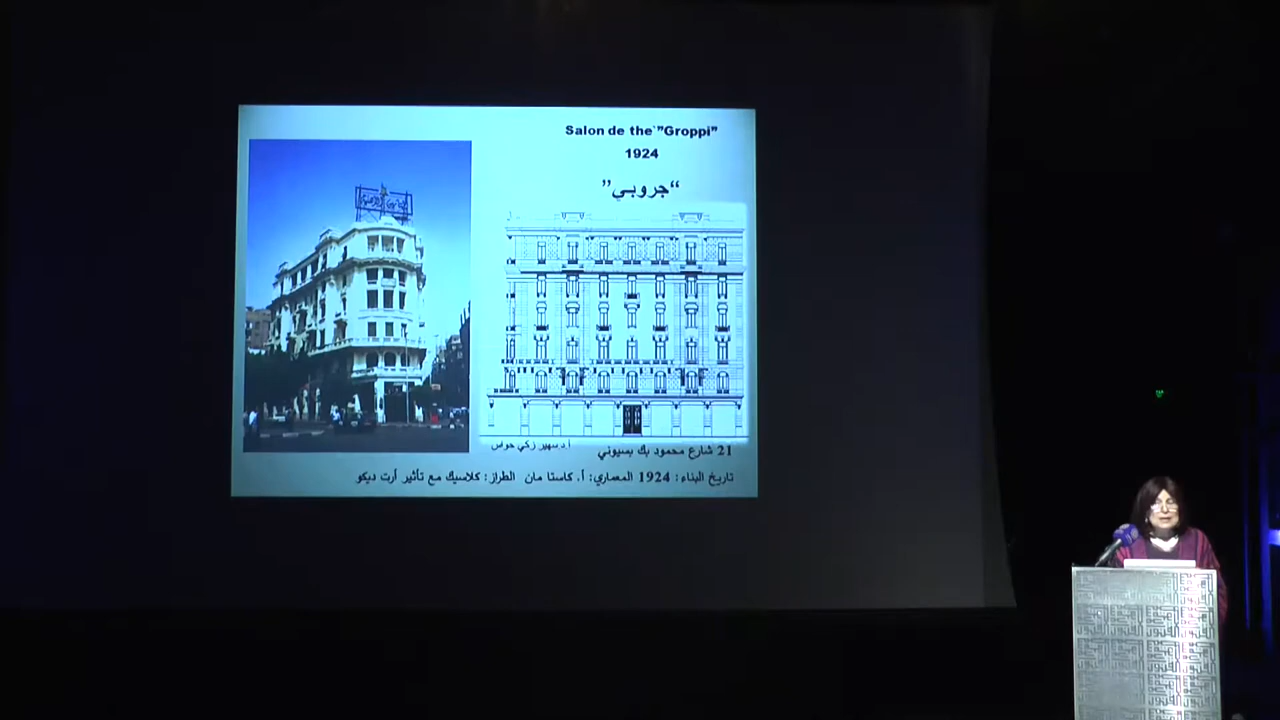 Salon de the`"Groppi"
1924
“جروبي”
21 شارع محمود بك بسيوني
أ.د.سهير زكي حواس
تاريخ البناء: 1924 المعماري: أ. كاستا مان الطراز: كلاسيك مع تأثير أرت ديكو